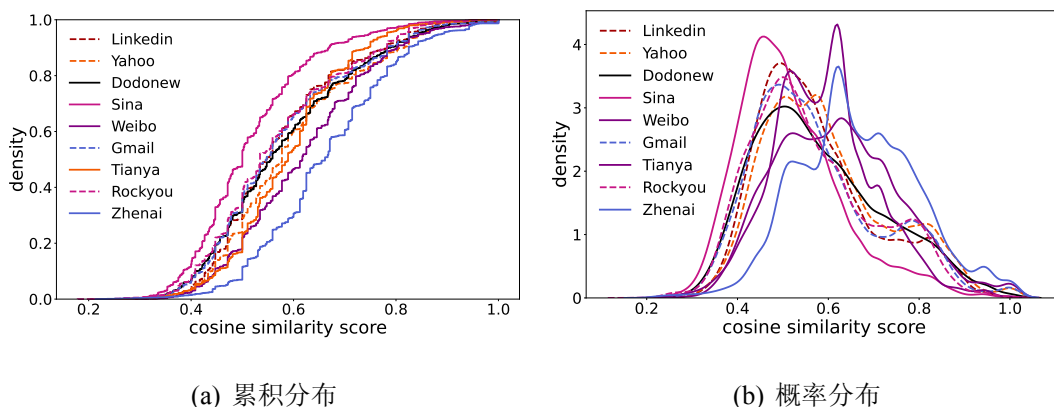 1.0
0.8
0.6
0.4
0.2
0.0
density
Linkedin
Yahoo
Dodonew
Sina
Weibo
Gmail
Tianya
Rockyou
Zhenai
0.2 0.4 0.6 0.8 1.0
cosine similarity score
(a) 累积分布
4
3
2
1
0
density
Linkedin
Yahoo
Dodonew
Sina
Weibo
Gmail
Tianya
Rockyou
Zhenai
0.2 0.4 0.6 0.8 1.0
cosine similarity score
(b) 概率分布